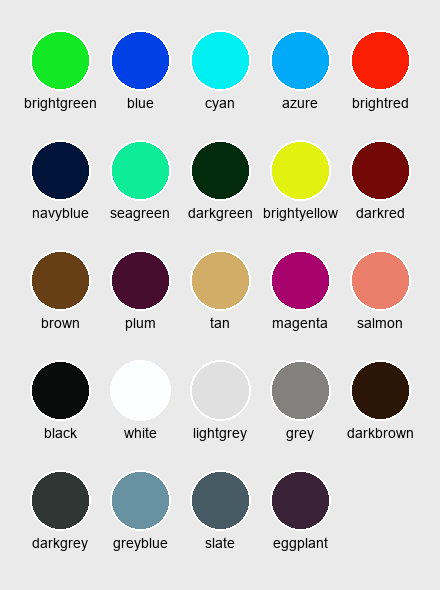 brightgreen blue cyan azure brightred
navyblue seagreen darkgreen brightyellow darkred
brown plum tan magenta salmon
black white lightgrey grey darkbrown
darkgrey greyblue slate eggplant